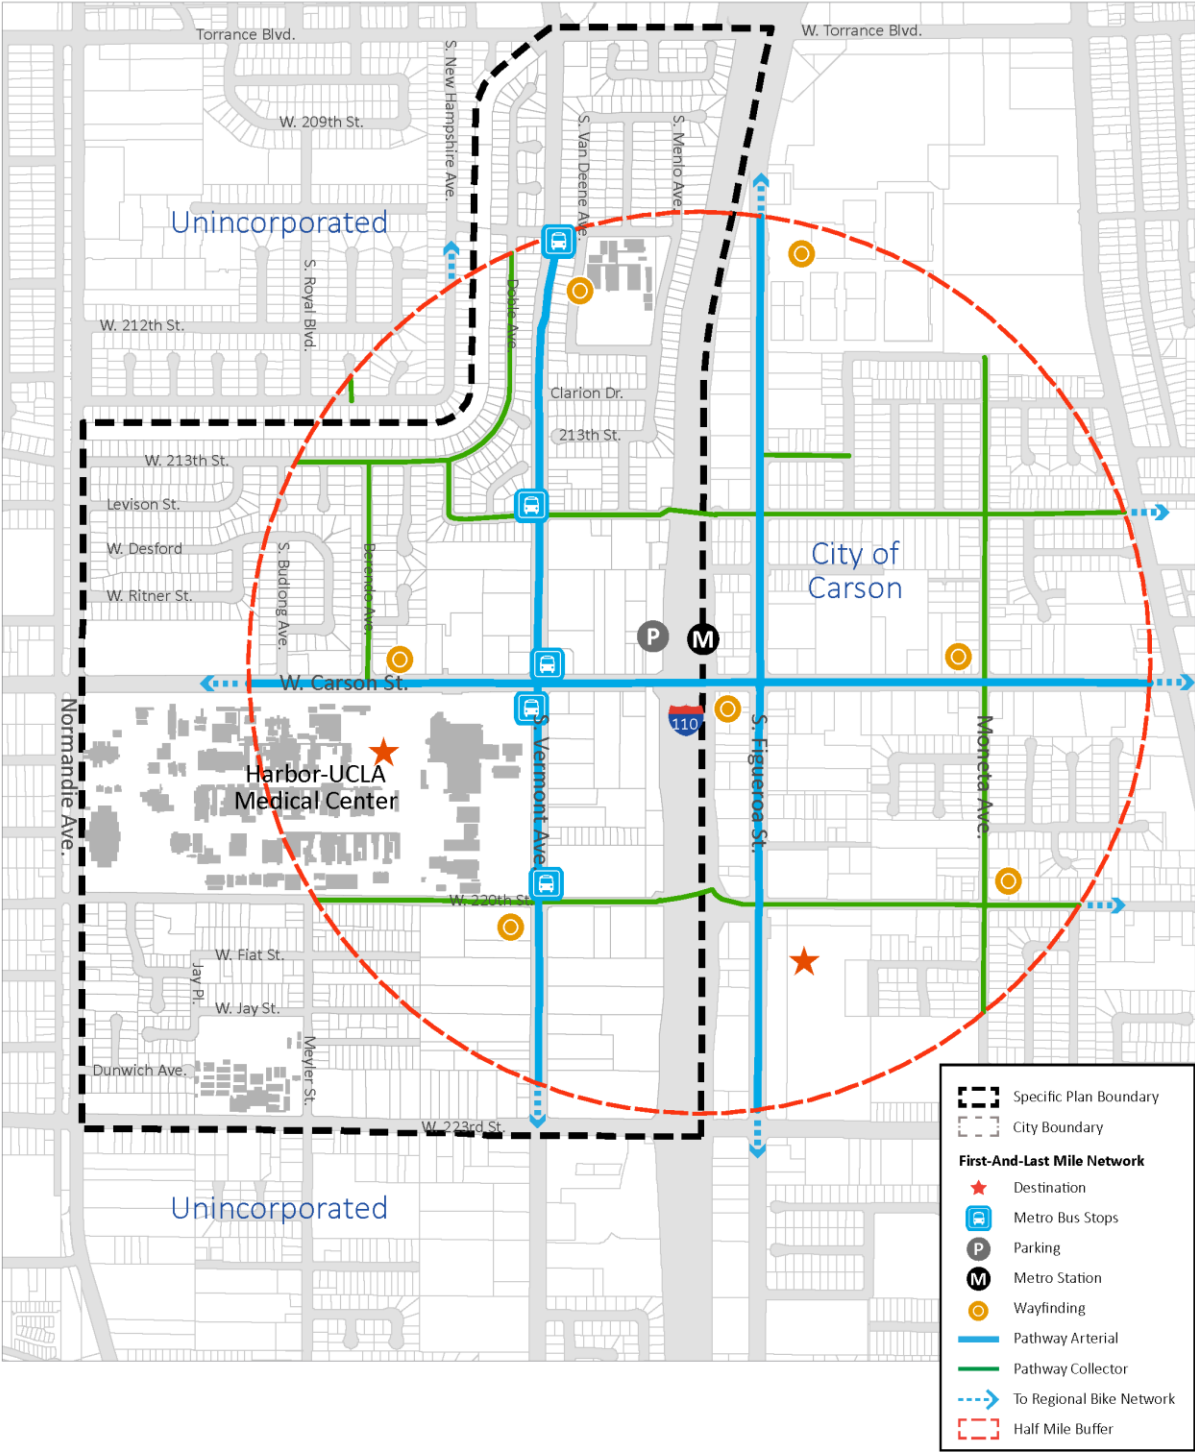 Torrance Blvd.
W. Torrance Blvd.
S. New Hampshire Ave.
W. 209th St.
S. Van Deene Ave.
S. Menlo Ave.
Unincorporated
S. Royal Blvd.
Doble Ave.
W. 212th St.
Clarion Dr.
213th St.
W. 213th St.
Levison St.
W. Desford
S. Budlong Ave.
Berendo Ave.
City of
Carson
W. Ritner St.
P
M
W. Carson St.
Normandie Ave.
110
S. Vermont Ave.
S. Figueroa St.
Moneta Ave.
Harbor-UCLA
Medical Center
W. 220th St.
W. Fiat St.
Jay Pl.
W. Jay St.
Meyler St.
Dunwich Ave.
W. 223rd St.
Unincorporated
Specific Plan Boundary
City Boundary
First-And-Last Mile Network
Destination
Metro Bus Stops
P Parking
M Metro Station
Wayfinding
Pathway Arterial
Pathway Collector
To Regional Bike Network
Half Mile Buffer